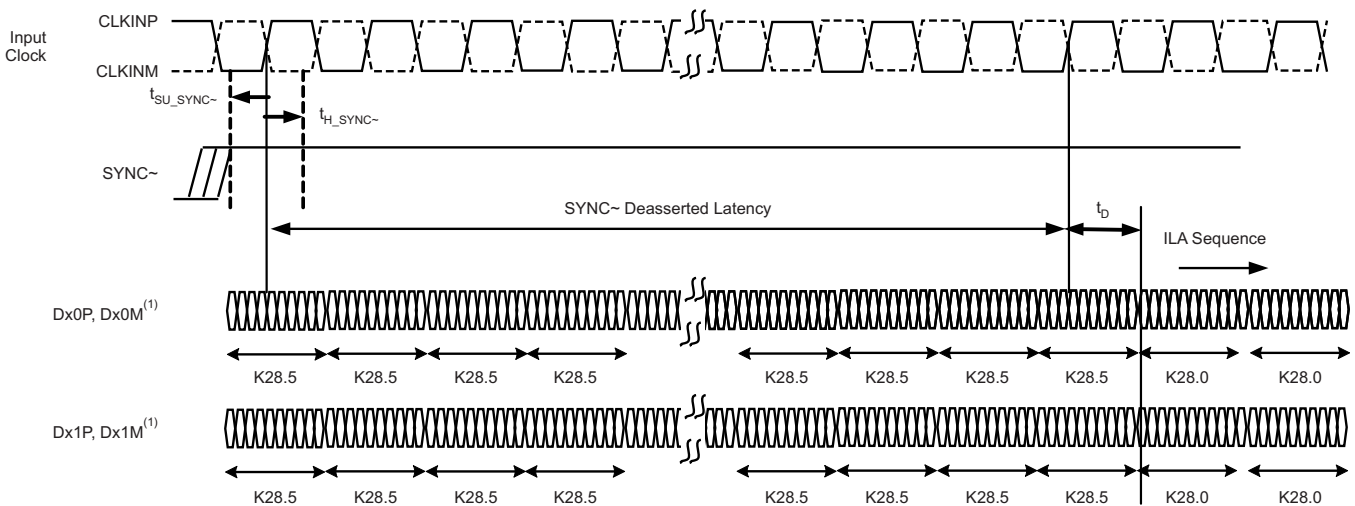 CLKINP
Input
Clock
CLKINM
tSU_SYNC~
tH_SYNC~
SYNC~
SYNC~ Deasserted Latency
tD
ILA Sequence
Dx0P, Dx0M(1)
K28.5 K28.5 K28.5 K28.5 K28.5 K28.5 K28.5 K28.5 K28.0 K28.0
Dx1P, Dx1M(1)
K28.5 K28.5 K28.5 K28.5 K28.5 K28.5 K28.5 K28.5 K28.0 K28.0